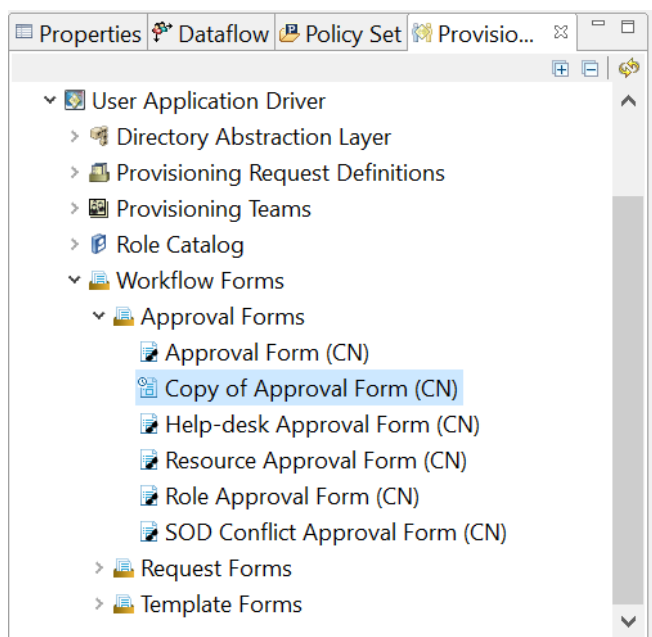 Properties Dataflow Policy Set Provisio...
User Application Driver
Directory Abstraction Layer
Provisioning Request Definitions
Provisioning Teams
Role Catalog
Workflow Forms
Approval Forms
Approval Form (CN)
Copy of Approval Form (CN)
Help-desk Approval Form (CN)
Resource Approval Form (CN)
Role Approval Form (CN)
SOD Conflict Approval Form (CN)
Request Forms
Template Forms